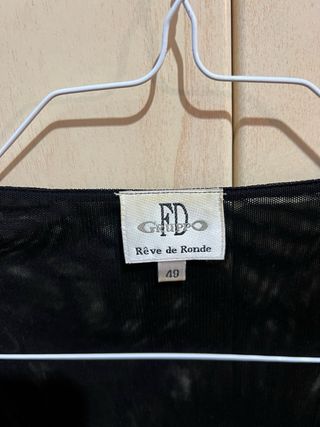 FD
Gruppo
Rêve de Ronde
49